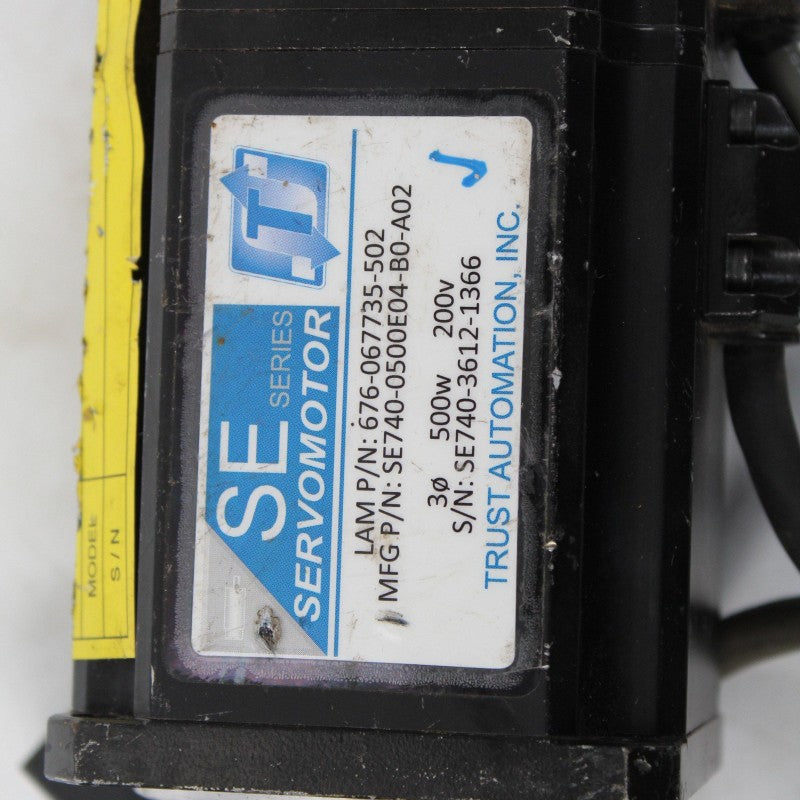 MODEL
S/N
T
SE SERIES
SERVOMOTOR
LAM P/N: 676-067735-502
MFG P/N: SE740-0500E04-B0-A02
3ø 500w 200v
S/N: SE740-3612-1366
TRUST AUTOMATION, INC.